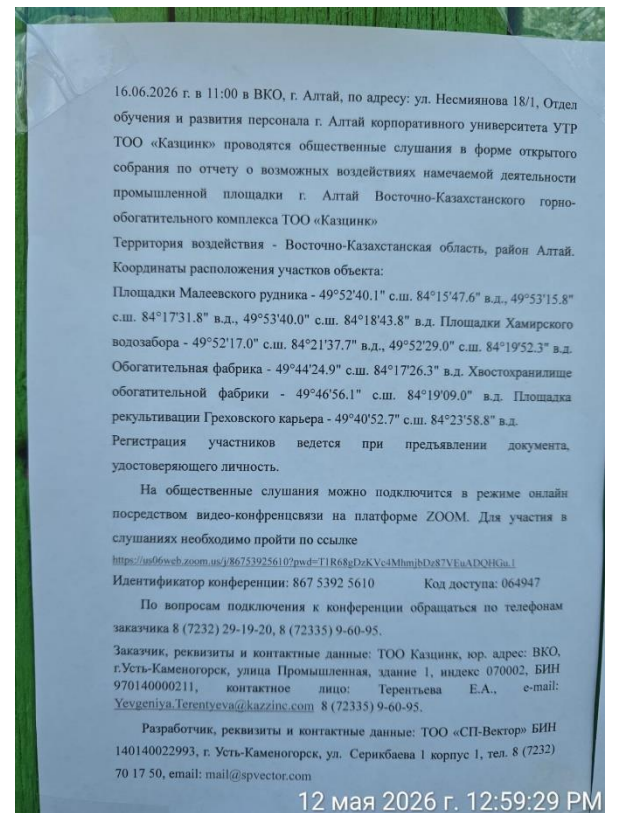 16.06.2026 г. в 11:00 в ВКО, г. Алтай, по адресу: ул. Несмиянова 18/1, Отдел
обучения и развития персонала г. Алтай корпоративного университета УТР
ТОО «Казцинк» проводятся общественные слушания в форме открытого
собрания по отчету о возможных воздействиях намечаемой деятельности
промышленной площадки г. Алтай Восточно-Казахстанского горно-
обогатительного комплекса ТОО «Казцинк»
Территория воздействия - Восточно-Казахстанская область, район Алтай.
Координаты расположения участков объекта:
Площадки Малеевского рудника - 49°52'40.1" с.ш. 84°15'47.6" в.д., 49°53'15.8"
с.ш. 84°17'31.8" в.д., 49°53'40.0" с.ш. 84°18'43.8" в.д. Площадки Хамирского
водозабора - 49°52'17.0" с.ш. 84°21'37.7" в.д., 49°52'29.0" с.ш. 84°19'52.3" в.д.
Обогатительная фабрика - 49°44'24.9" с.ш. 84°17'26.3" в.д. Хвостохранилище
обогатительной фабрики - 49°46'56.1" с.ш. 84°19'09.0" в.д. Площадка
рекультивации Греховского карьера - 49°40'52.7" с.ш. 84°23'58.8" в.д.
Регистрация участников ведется при предъявлении документа,
удостоверяющего личность.
На общественные слушания можно подключится в режиме онлайн
посредством видео-конфренцсвязи на платформе ZOOM. Для участия в
слушаниях необходимо пройти по ссылке
https://us06web.zoom.us/j/86753925610?pwd=T1R68gDzKVc4MhmjbDz87VEuADQHGu.1
Идентификатор конференции: 867 5392 5610 Код доступа: 064947
По вопросам подключения к конференции обращаться по телефонам
заказчика 8 (7232) 29-19-20, 8 (72335) 9-60-95.
Заказчик, реквизиты и контактные данные: ТОО Казцинк, юр. адрес: ВКО,
г.Усть-Каменогорск, улица Промышленная, здание 1, индекс 070002, БИН
970140000211, контактное лицо: Терентьева Е.А., e-mail:
Yevgeniya.Terentyeva@kazzinc.com 8 (72335) 9-60-95.
Разработчик, реквизиты и контактные данные: ТОО «СП-Вектор» БИН
140140022993, г. Усть-Каменогорск, ул. Серикбаева 1 корпус 1, тел. 8 (7232)
70 17 50, email: mail@spvector.com
12 мая 2026 г. 12:59:29 PM